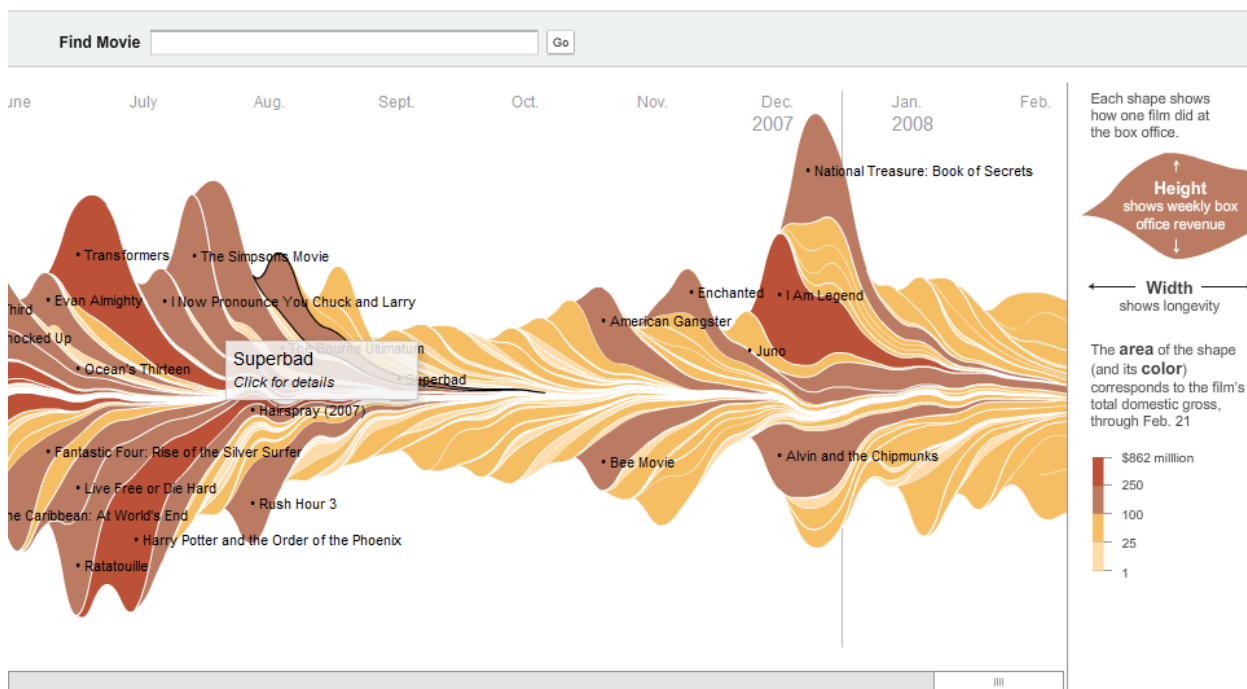 Find Movie
Go
une
July
Aug.
Sept.
Oct.
Nov.
Dec.
2007
Jan.
2008
Feb.
• National Treasure: Book of Secrets
• Transformers
• The Simpsons Movie
Third
• Evan Almighty
• I Now Pronounce You Chuck and Larry
• Enchanted
• I Am Legend
• American Gangster
nocked Up
• The Bourne Ultimatum
• Juno
Superbad
Click for details
• Ocean's Thirteen
• Superbad
• Hairspray (2007)
• Fantastic Four: Rise of the Silver Surfer
• Bee Movie
• Alvin and the Chipmunks
• Live Free or Die Hard
• Rush Hour 3
he Caribbean: At World's End
• Harry Potter and the Order of the Phoenix
• Ratatouille
Each shape shows
how one film did at
the box office.
Height
shows weekly box
office revenue
Width
shows longevity
The area of the shape
(and its color)
corresponds to the film's
total domestic gross,
through Feb. 21
$862 milllion
250
100
25
1